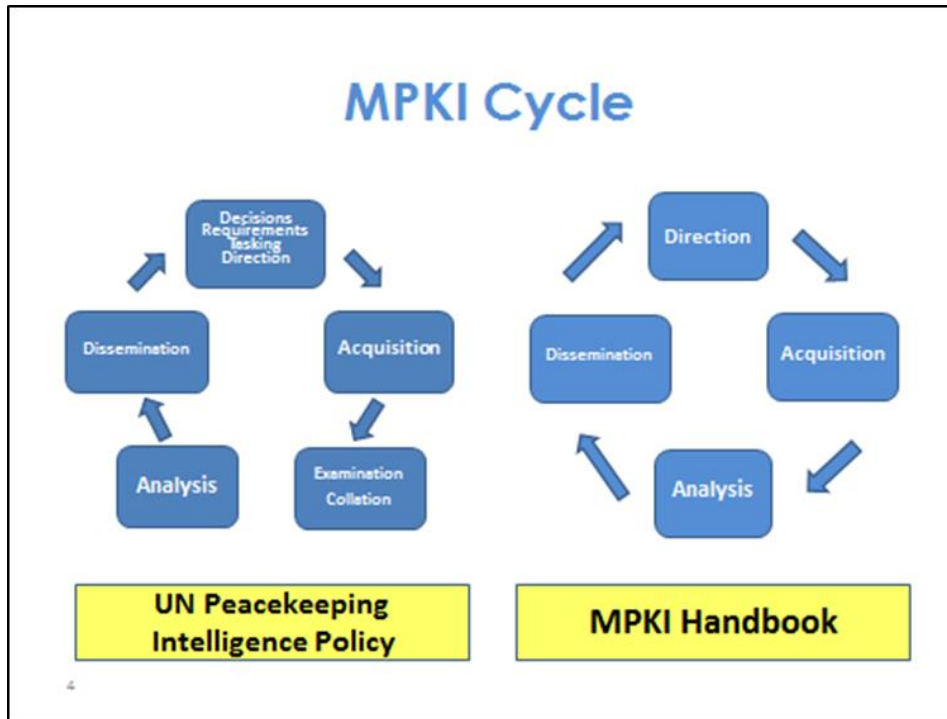 MPKI Cycle
Decisions
Requirements
Tasking
Direction
Dissemination
Acquisition
Analysis
Examination
Collation
UN Peacekeeping
Intelligence Policy
Direction
Dissemination
Acquisition
Analysis
MPKI Handbook
4